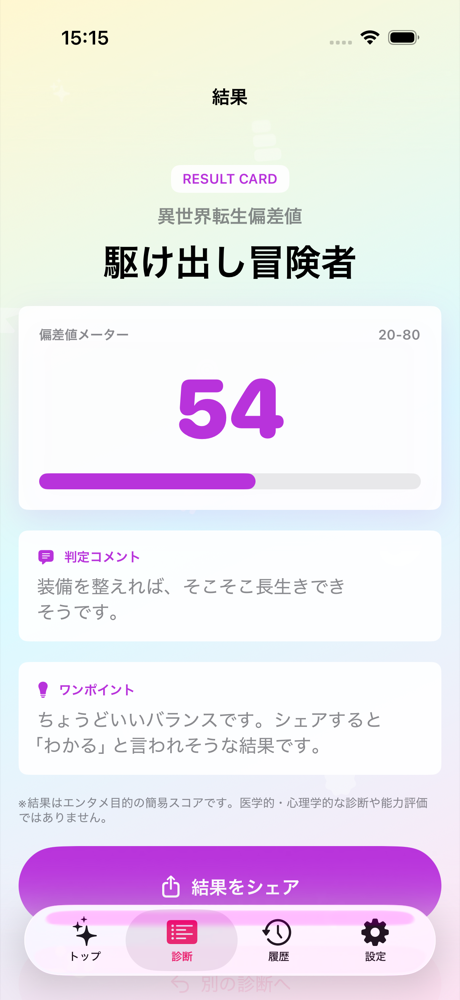 15:15
結果
RESULT CARD
異世界転生偏差値
駆け出し冒険者
偏差値メーター 20-80
54
判定コメント
装備を整えれば、そこそこ長生きでき
そうです。
ワンポイント
ちょうどいいバランスです。シェアすると
「わかる」と言われそうな結果です。
※結果はエンタメ目的の簡易スコアです。医学的・心理学的な診断や能力評価
ではありません。
結果をシェア
トップ 診断 履歴 設定
別の診断へ